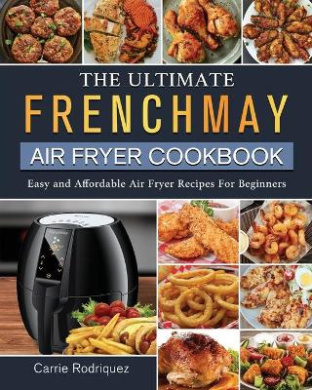 THE ULTIMATE
FRENCHMAY
AIR FRYER COOKBOOK
Easy and Affordable Air Fryer Recipes For Beginners
Carrie Rodriquez